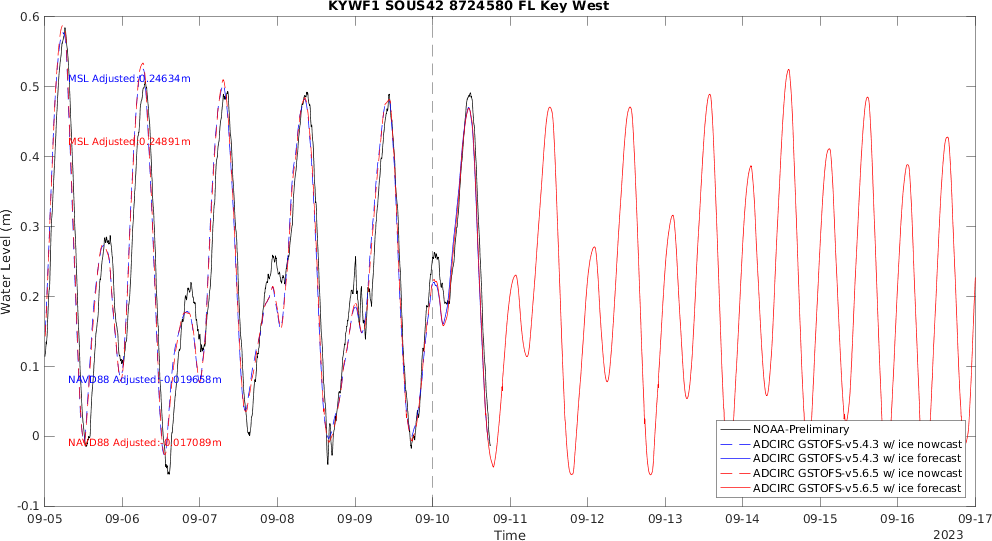 KYWF1 SOUS42 8724580 FL Key West
0.6
0.5
0.4
0.3
0.2
0.1
0
-0.1
Water Level (m)
MSL Adjusted:0.24634m
MSL Adjusted:0.24891m
NAVD88 Adjusted:-0.019658m
NAVD88 Adjusted:-0.017089m
NOAA-Preliminary
ADCIRC GSTOFS-v5.4.3 w/ ice nowcast
ADCIRC GSTOFS-v5.4.3 w/ ice forecast
ADCIRC GSTOFS-v5.6.5 w/ ice nowcast
ADCIRC GSTOFS-v5.6.5 w/ ice forecast
09-05 09-06 09-07 09-08 09-09 09-10 09-11 09-12 09-13 09-14 09-15 09-16 09-17
Time
2023